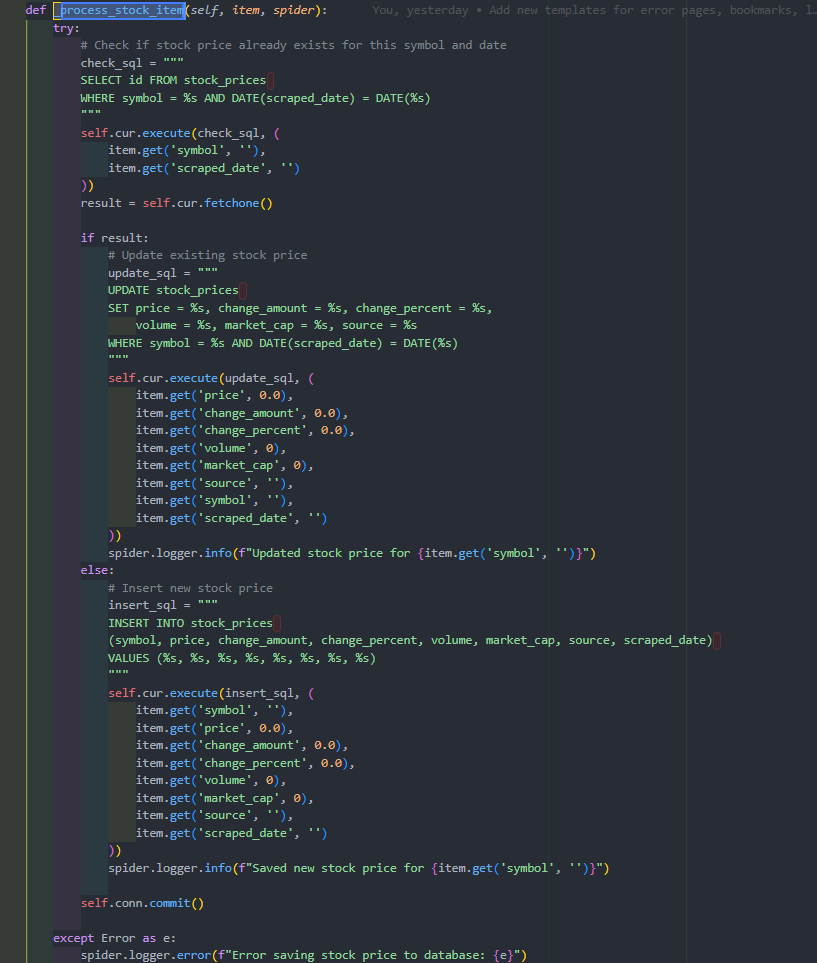 def _process_stock_item(self, item, spider):      You, yesterday • Add new templates for error pages, bookmarks, l…
    try:
        # Check if stock price already exists for this symbol and date
        check_sql = """
        SELECT id FROM stock_prices
        WHERE symbol = %s AND DATE(scraped_date) = DATE(%s)
        """
        self.cur.execute(check_sql, (
            item.get('symbol', ''),
            item.get('scraped_date', '')
        ))
        result = self.cur.fetchone()

        if result:
            # Update existing stock price
            update_sql = """
            UPDATE stock_prices
            SET price = %s, change_amount = %s, change_percent = %s,
                volume = %s, market_cap = %s, source = %s
            WHERE symbol = %s AND DATE(scraped_date) = DATE(%s)
            """
            self.cur.execute(update_sql, (
                item.get('price', 0.0),
                item.get('change_amount', 0.0),
                item.get('change_percent', 0.0),
                item.get('volume', 0),
                item.get('market_cap', 0),
                item.get('source', ''),
                item.get('symbol', ''),
                item.get('scraped_date', '')
            ))
            spider.logger.info(f"Updated stock price for {item.get('symbol', '')}")
        else:
            # Insert new stock price
            insert_sql = """
            INSERT INTO stock_prices
            (symbol, price, change_amount, change_percent, volume, market_cap, source, scraped_date)
            VALUES (%s, %s, %s, %s, %s, %s, %s, %s)
            """
            self.cur.execute(insert_sql, (
                item.get('symbol', ''),
                item.get('price', 0.0),
                item.get('change_amount', 0.0),
                item.get('change_percent', 0.0),
                item.get('volume', 0),
                item.get('market_cap', 0),
                item.get('source', ''),
                item.get('scraped_date', '')
            ))
            spider.logger.info(f"Saved new stock price for {item.get('symbol', '')}")

        self.conn.commit()

    except Error as e:
        spider.logger.error(f"Error saving stock price to database: {e}")